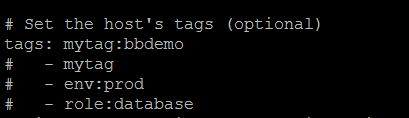 # Set the host's tags (optional)
tags: mytag:bbdemo
#   - mytag
#   - env:prod
#   - role:database